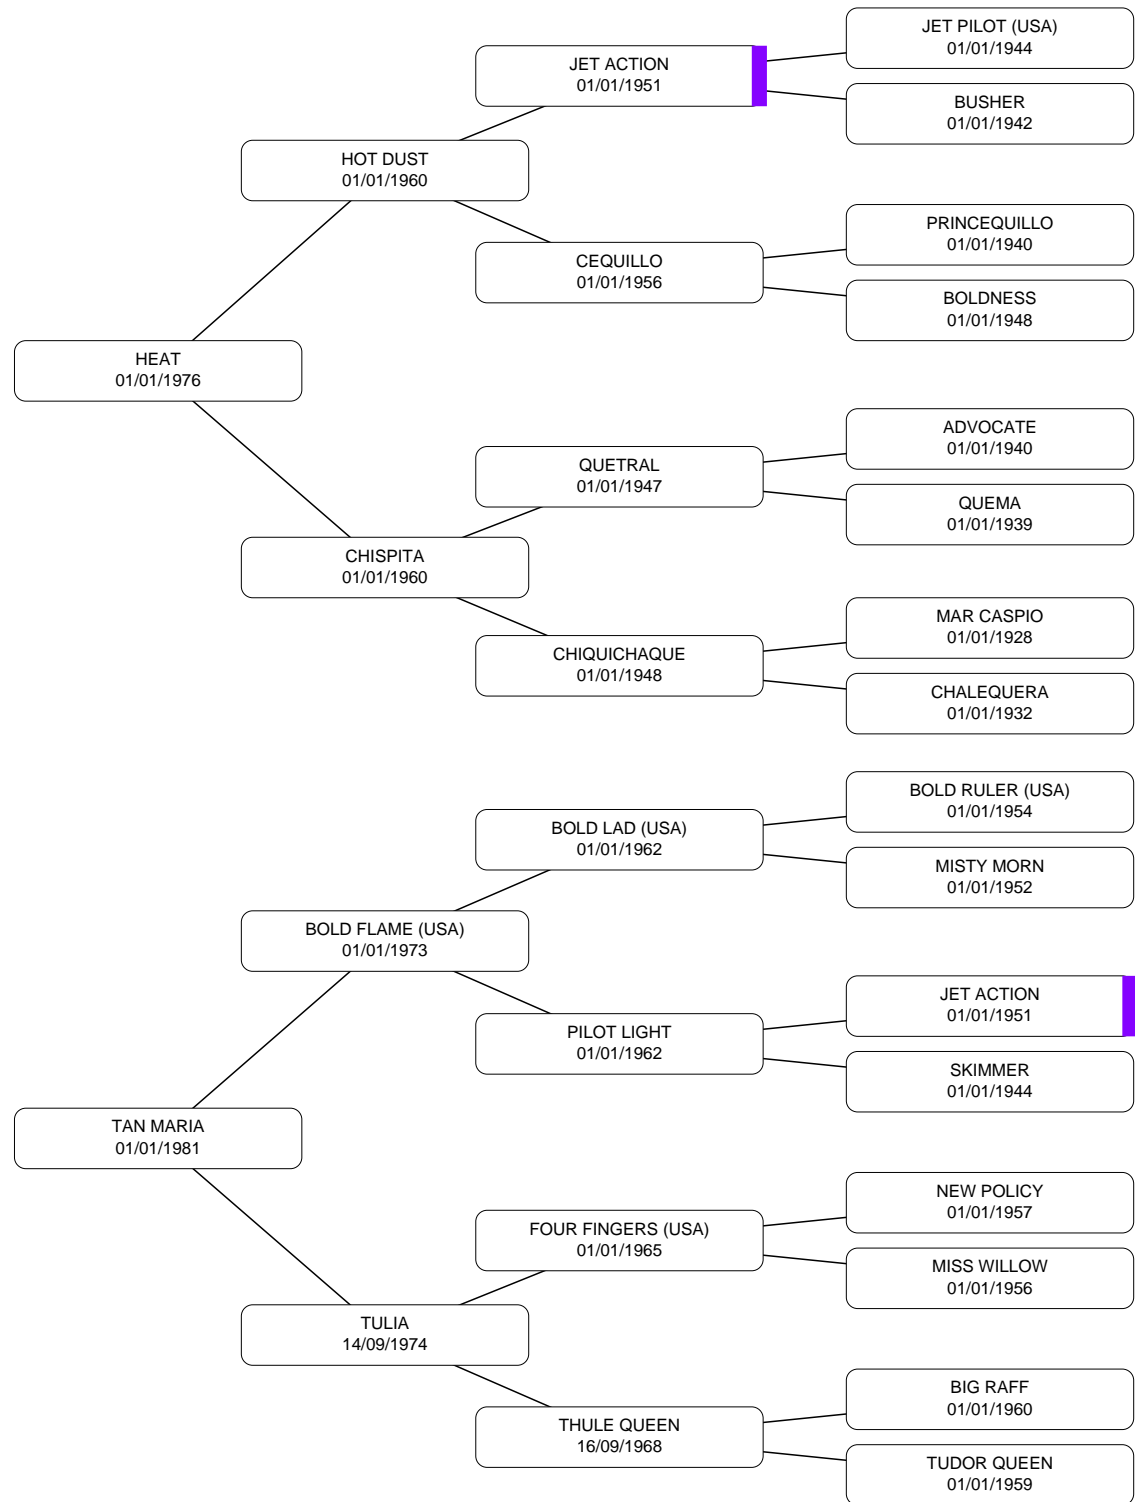 JET PILOT (USA)
01/01/1944
JET ACTION
01/01/1951
BUSHER
01/01/1942
HOT DUST
01/01/1960
PRINCEQUILLO
01/01/1940
CEQUILLO
01/01/1956
BOLDNESS
01/01/1948
HEAT
01/01/1976
ADVOCATE
01/01/1940
QUETRAL
01/01/1947
QUEMA
01/01/1939
CHISPITA
01/01/1960
MAR CASPIO
01/01/1928
CHIQUICHAQUE
01/01/1948
CHALEQUERA
01/01/1932
BOLD RULER (USA)
01/01/1954
BOLD LAD (USA)
01/01/1962
MISTY MORN
01/01/1952
BOLD FLAME (USA)
01/01/1973
JET ACTION
01/01/1951
PILOT LIGHT
01/01/1962
SKIMMER
01/01/1944
TAN MARIA
01/01/1981
NEW POLICY
01/01/1957
FOUR FINGERS (USA)
01/01/1965
MISS WILLOW
01/01/1956
TULIA
14/09/1974
BIG RAFF
01/01/1960
THULE QUEEN
16/09/1968
TUDOR QUEEN
01/01/1959